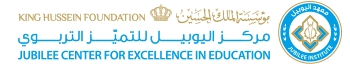 KING HUSSEIN FOUNDATION مؤسسة الملك الحسين
مركز اليوبيل للتميّز التربوي
JUBILEE CENTER FOR EXCELLENCE IN EDUCATION
معهد اليوبيل
JUBILEE INSTITUTE